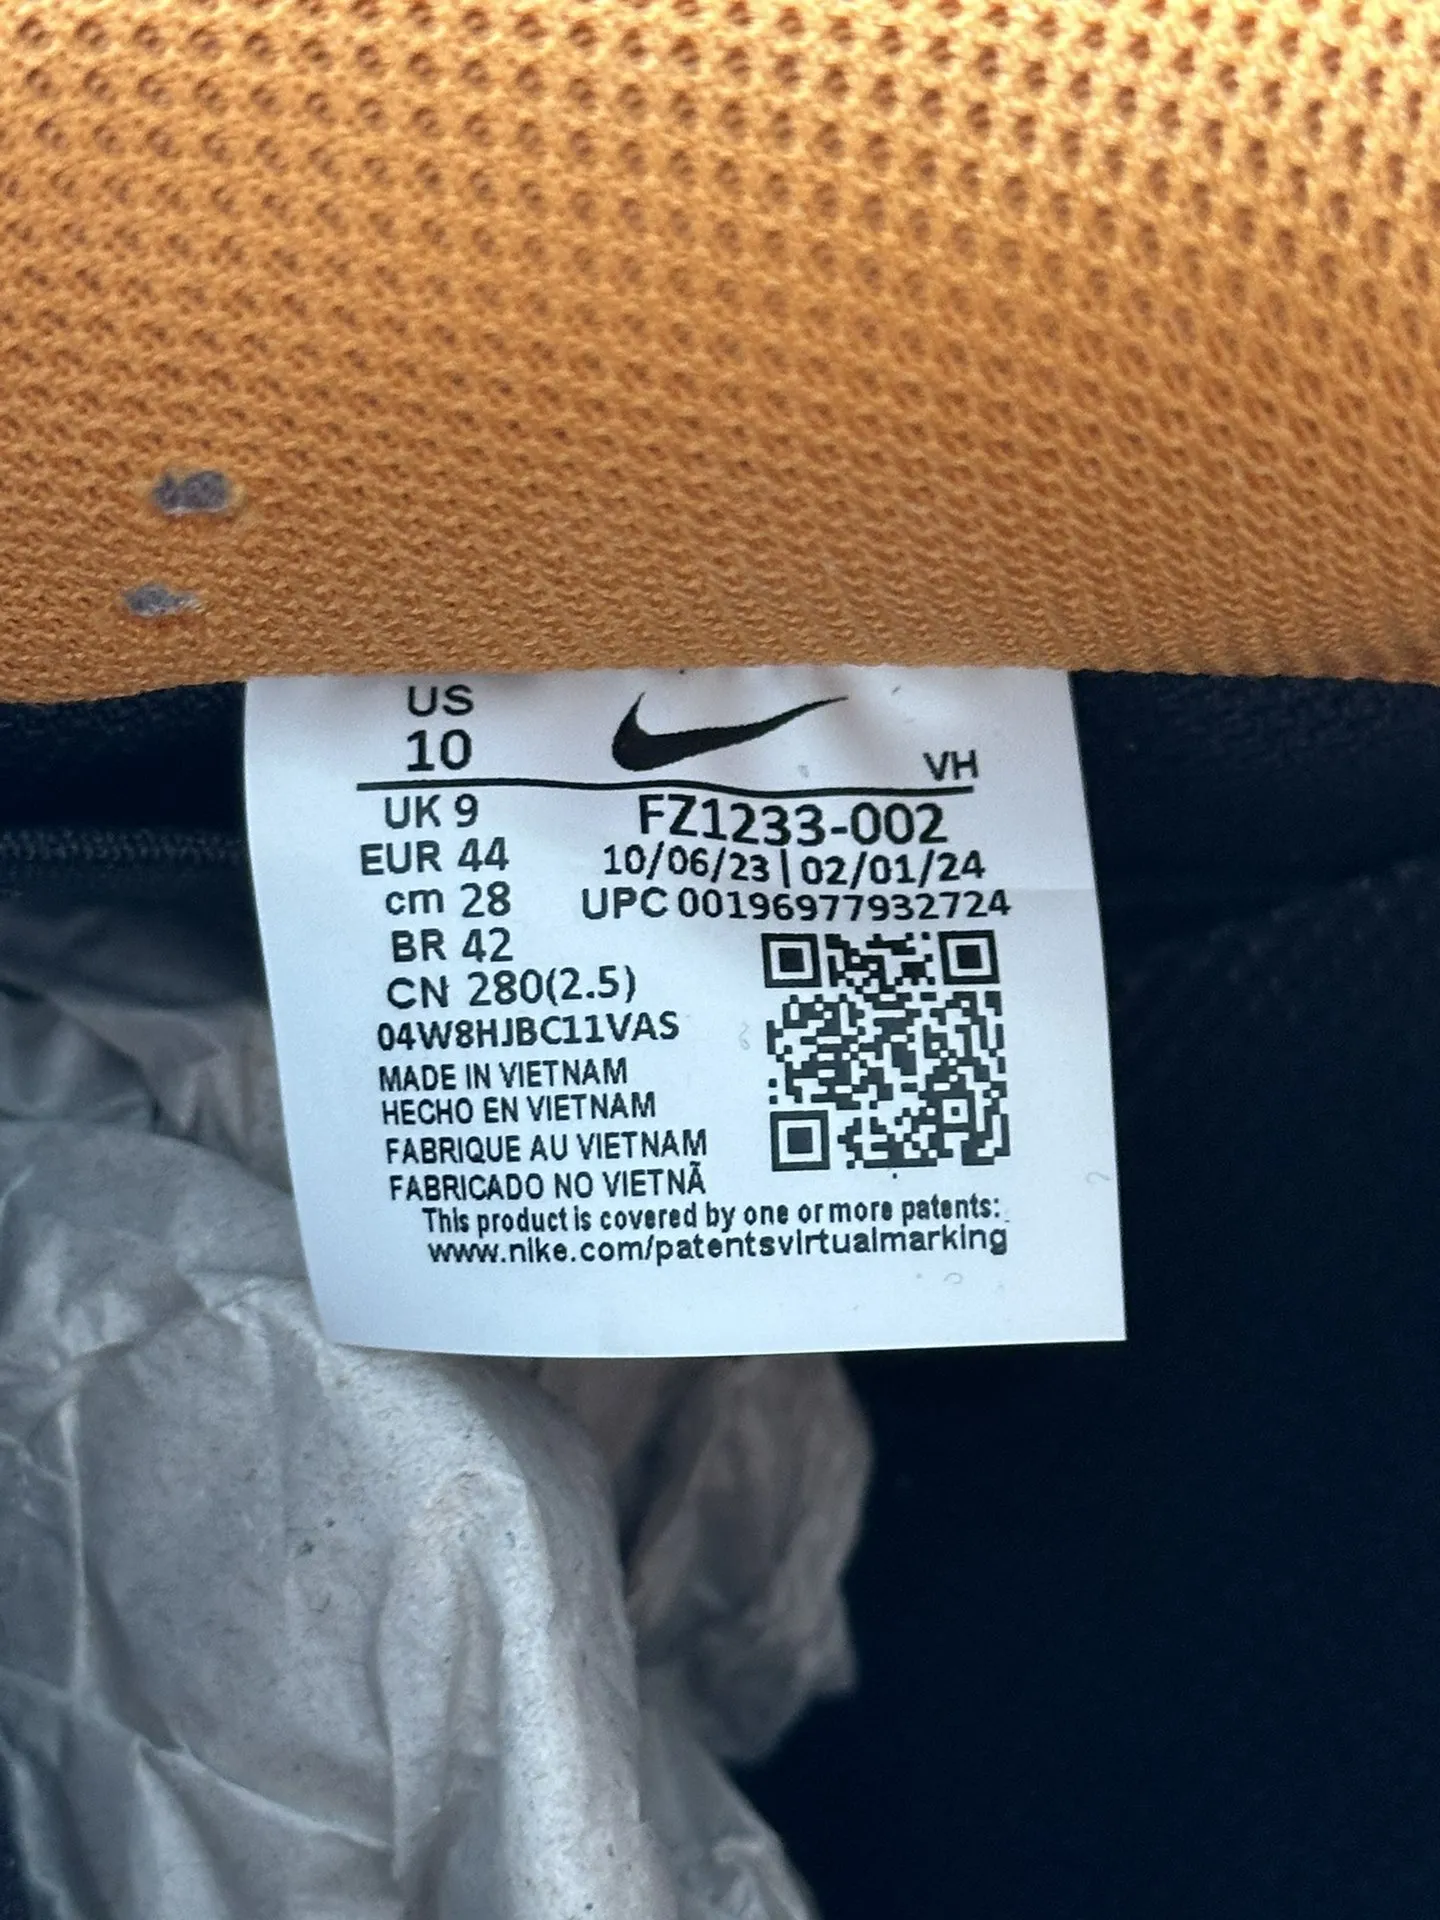 US
10
VH
UK 9
FZ1233-002
EUR 44
10/06/23 | 02/01/24
cm 28
UPC 00196977932724
BR 42
CN 280(2.5)
04W8HJBC11VAS
MADE IN VIETNAM
HECHO EN VIETNAM
FABRIQUE AU VIETNAM
FABRICADO NO VIETNÃ
This product is covered by one or more patents:
www.nike.com/patentsvirtualmarking